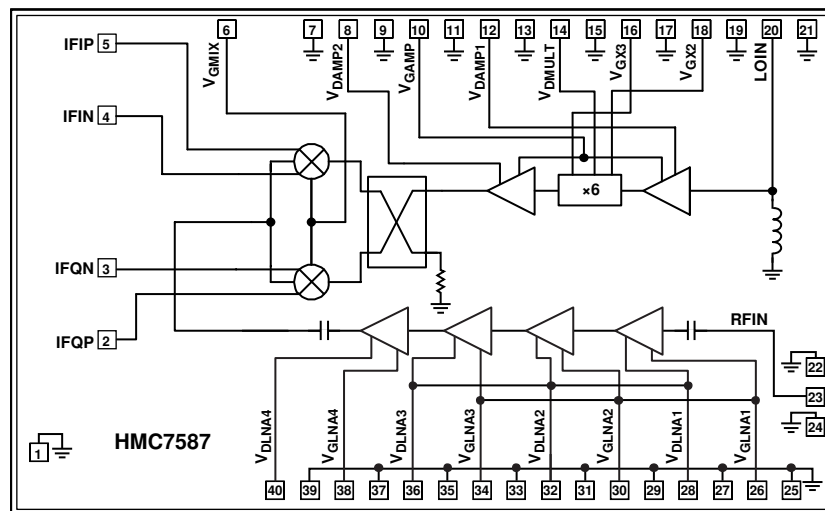 6 7 8 9 10 11 12 13 14 15 16 17 18 19 20 21
VGMIX VDAMP2 VGAMP VDAMP1 VDMULT VGX3 VGX2 LOIN
IFIP 5
IFIN 4
×6
IFQN 3
IFQP 2
RFIN
22
23
24
1
HMC7587
VDLNA4 VGLNA4 VDLNA3 VGLNA3 VDLNA2 VGLNA2 VDLNA1 VGLNA1
40 39 38 37 36 35 34 33 32 31 30 29 28 27 26 25